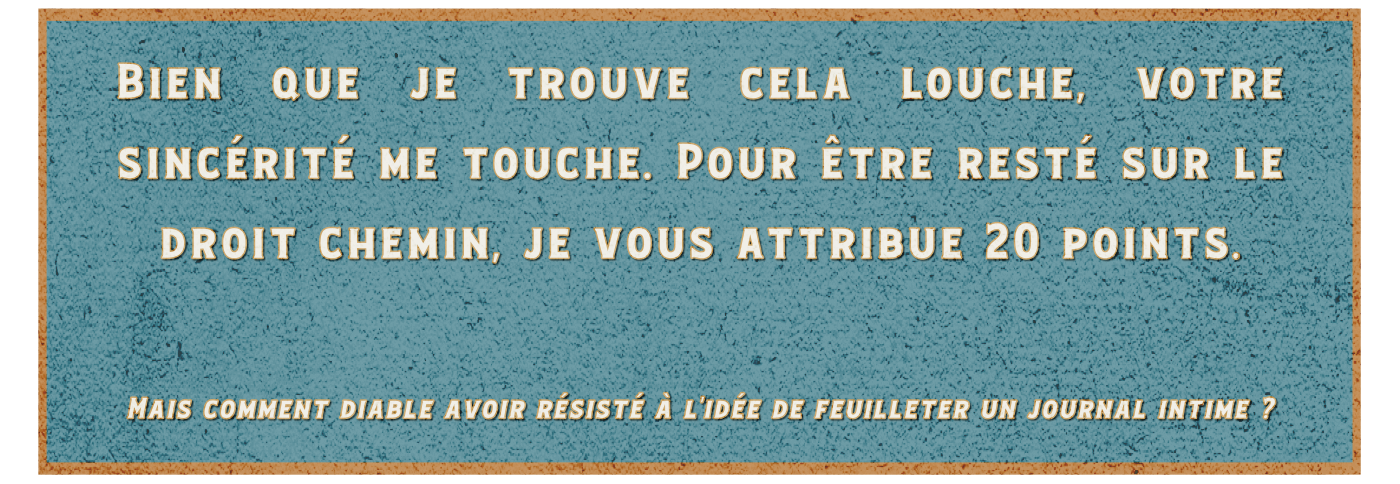 Bien que je trouve cela louche, votre
sincérité me touche. Pour être resté sur le
droit chemin, je vous attribue 20 points.
Mais comment diable avoir résisté à l'idée de feuilleter un journal intime ?